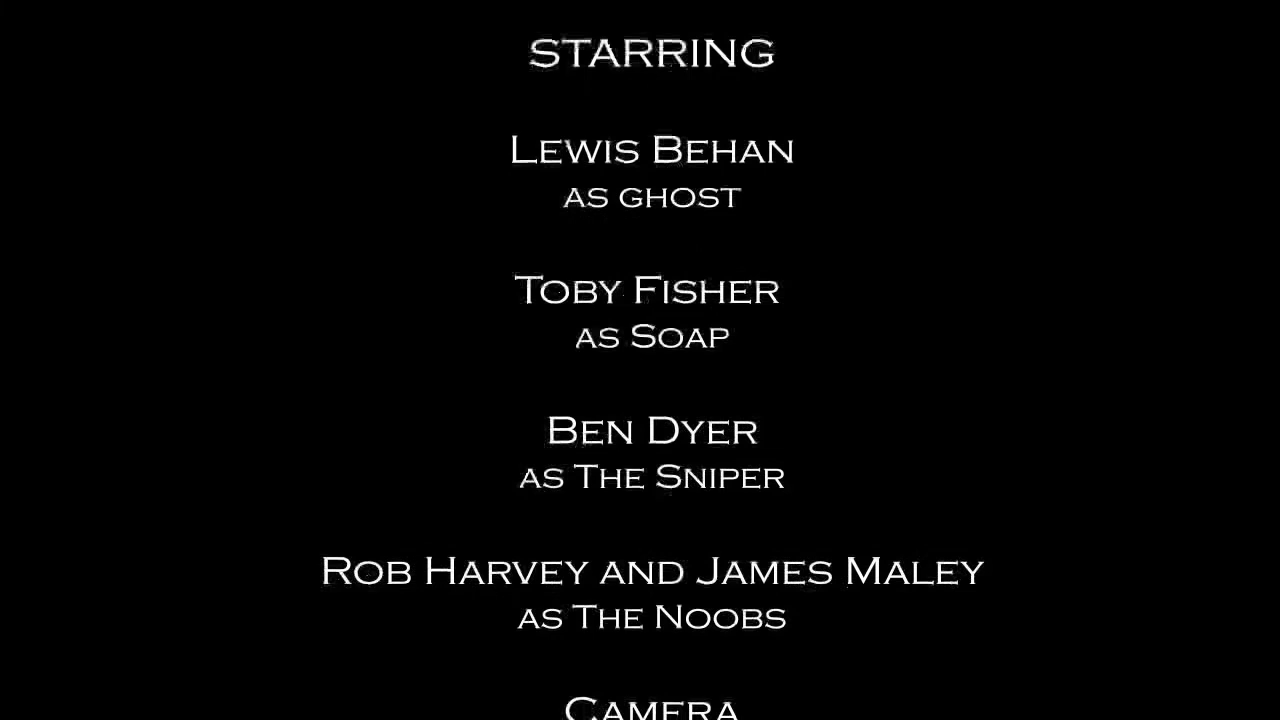 STARRING
LEWIS BEHAN
AS GHOST
TOBY FISHER
AS SOAP
BEN DYER
AS THE SNIPER
ROB HARVEY AND JAMES MALEY
AS THE NOOBS
CAMERA